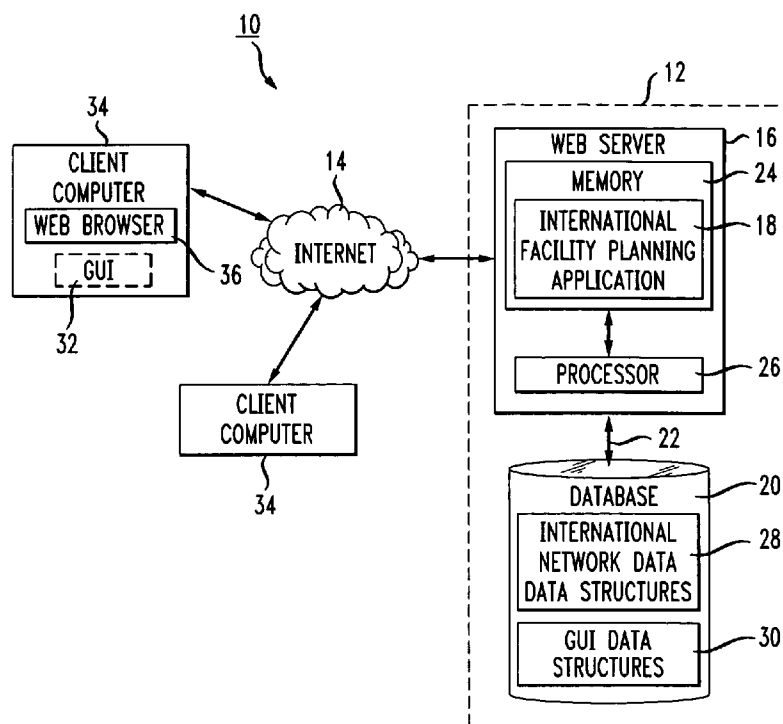 10
12
34
CLIENT
COMPUTER
WEB BROWSER
GUI
36
32
14
INTERNET
CLIENT
COMPUTER
34
WEB SERVER
16
MEMORY
24
INTERNATIONAL
FACILITY PLANNING
APPLICATION
18
PROCESSOR
26
22
DATABASE
20
INTERNATIONAL
NETWORK DATA
DATA STRUCTURES
28
GUI DATA
STRUCTURES
30